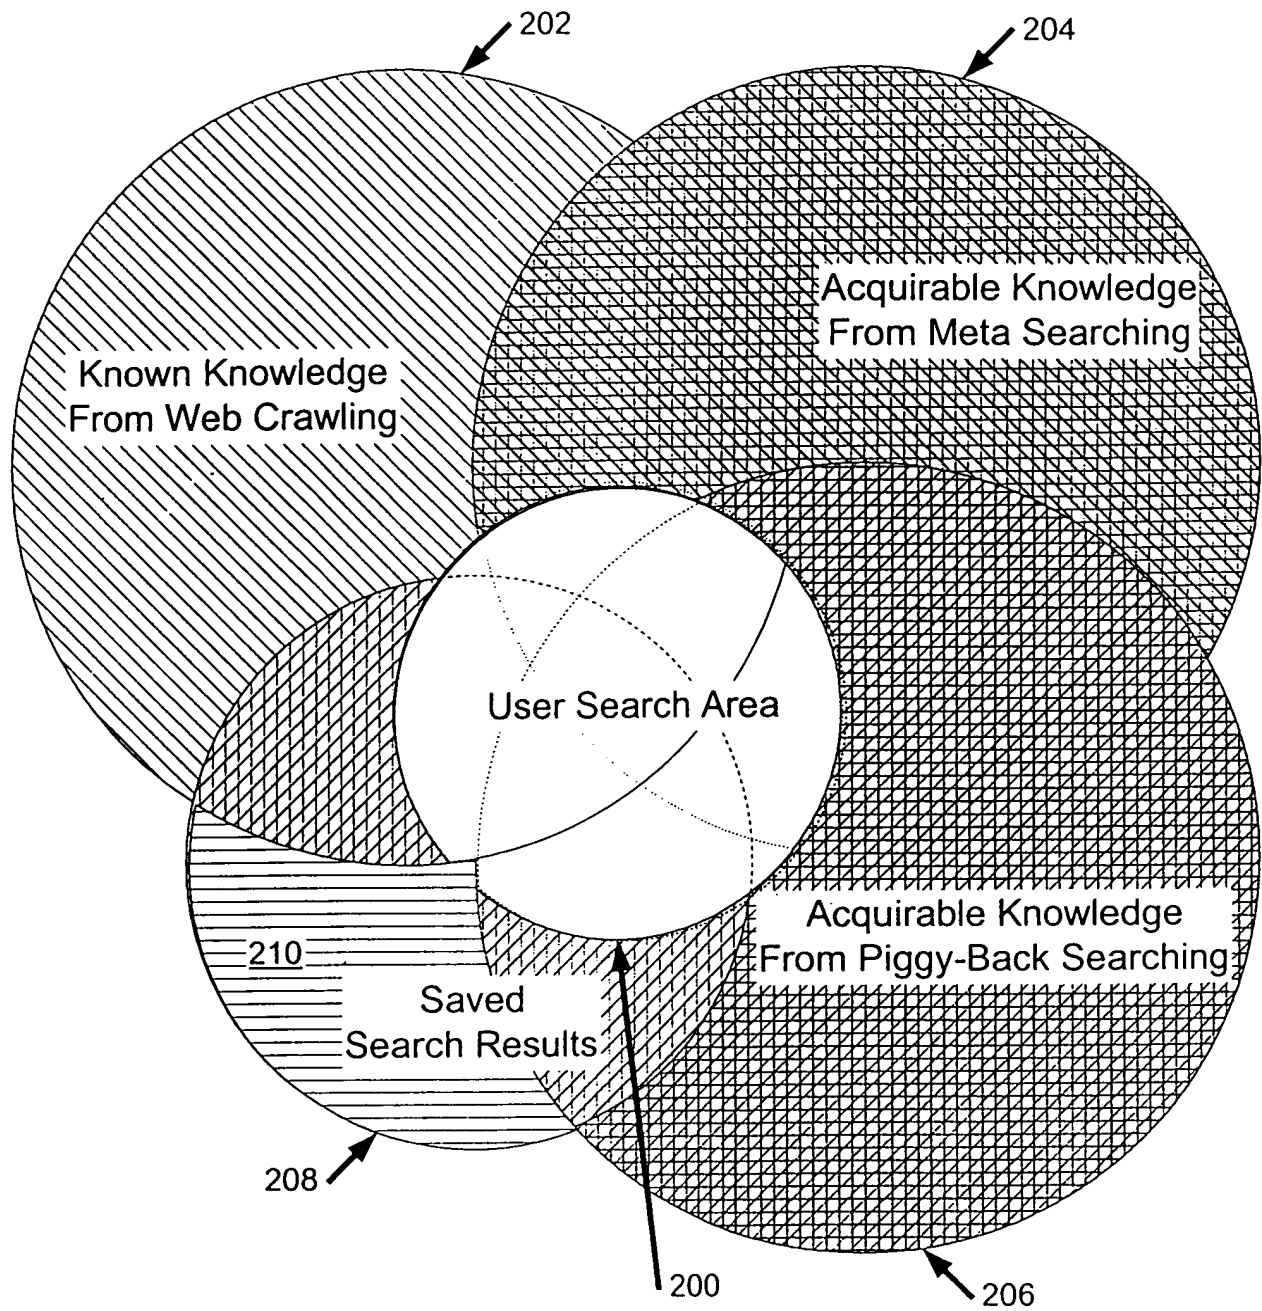 202
204
Acquirable Knowledge
From Meta Searching
Known Knowledge
From Web Crawling
User Search Area
Acquirable Knowledge
From Piggy-Back Searching
210
Saved
Search Results
208
200
206